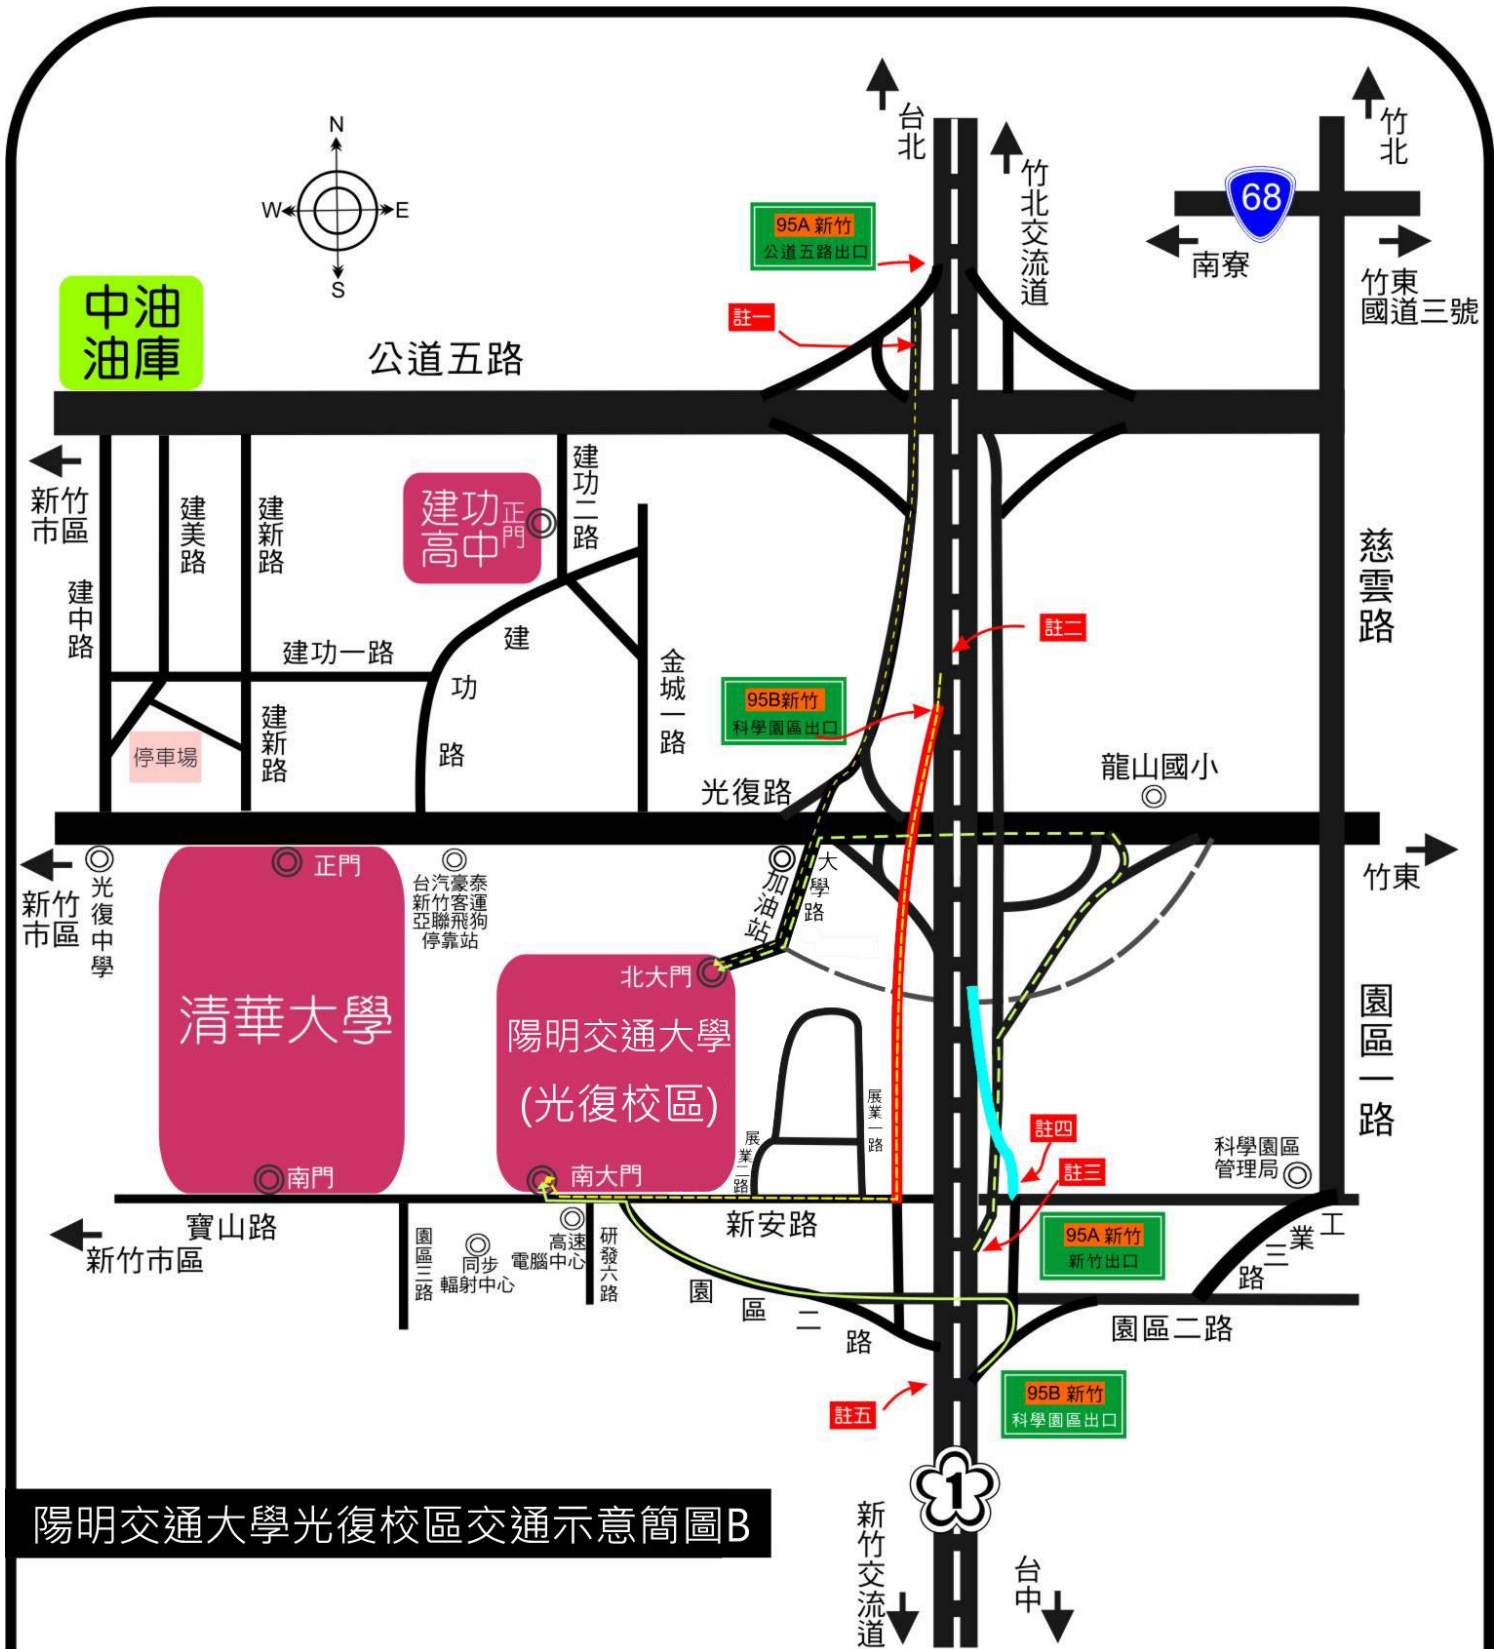 N
W
E
S
台北
竹北交流道
竹北
68
南寮
竹東
國道三號
95A 新竹
公道五路出口
註一
中油
油庫
公道五路
新竹
市區
建中路
建美路
建新路
建功
高中
正門
建功二路
建功一路
建功路
金城一路
建新路
停車場
註二
95B新竹
科學園區出口
慈雲路
光復路
龍山國小
竹東
新竹
市區
光復中學
正門
台汽豪泰
新竹客運
亞聯飛狗
停靠站
加油站
大學路
清華大學
南門
北大門
陽明交通大學
(光復校區)
南大門
展業二路
展業一路
園區一路
註四
註三
科學園區
管理局
寶山路
新竹市區
園區三路
同步
輻射中心
高速
電腦中心
研發六路
新安路
園區二路
95A 新竹
新竹出口
工業三路
園區二路
95B 新竹
科學園區出口
註五
1
陽明交通大學光復校區交通示意簡圖B
新竹交流道
台中